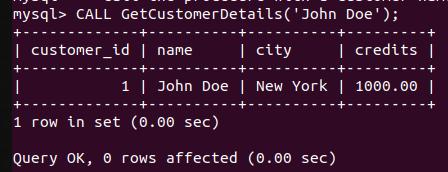 mysql> CALL GetCustomerDetails('John Doe');
+-------------+----------+----------+---------+
| customer_id | name     | city     | credits |
+-------------+----------+----------+---------+
|           1 | John Doe | New York | 1000.00 |
+-------------+----------+----------+---------+
1 row in set (0.00 sec)

Query OK, 0 rows affected (0.00 sec)